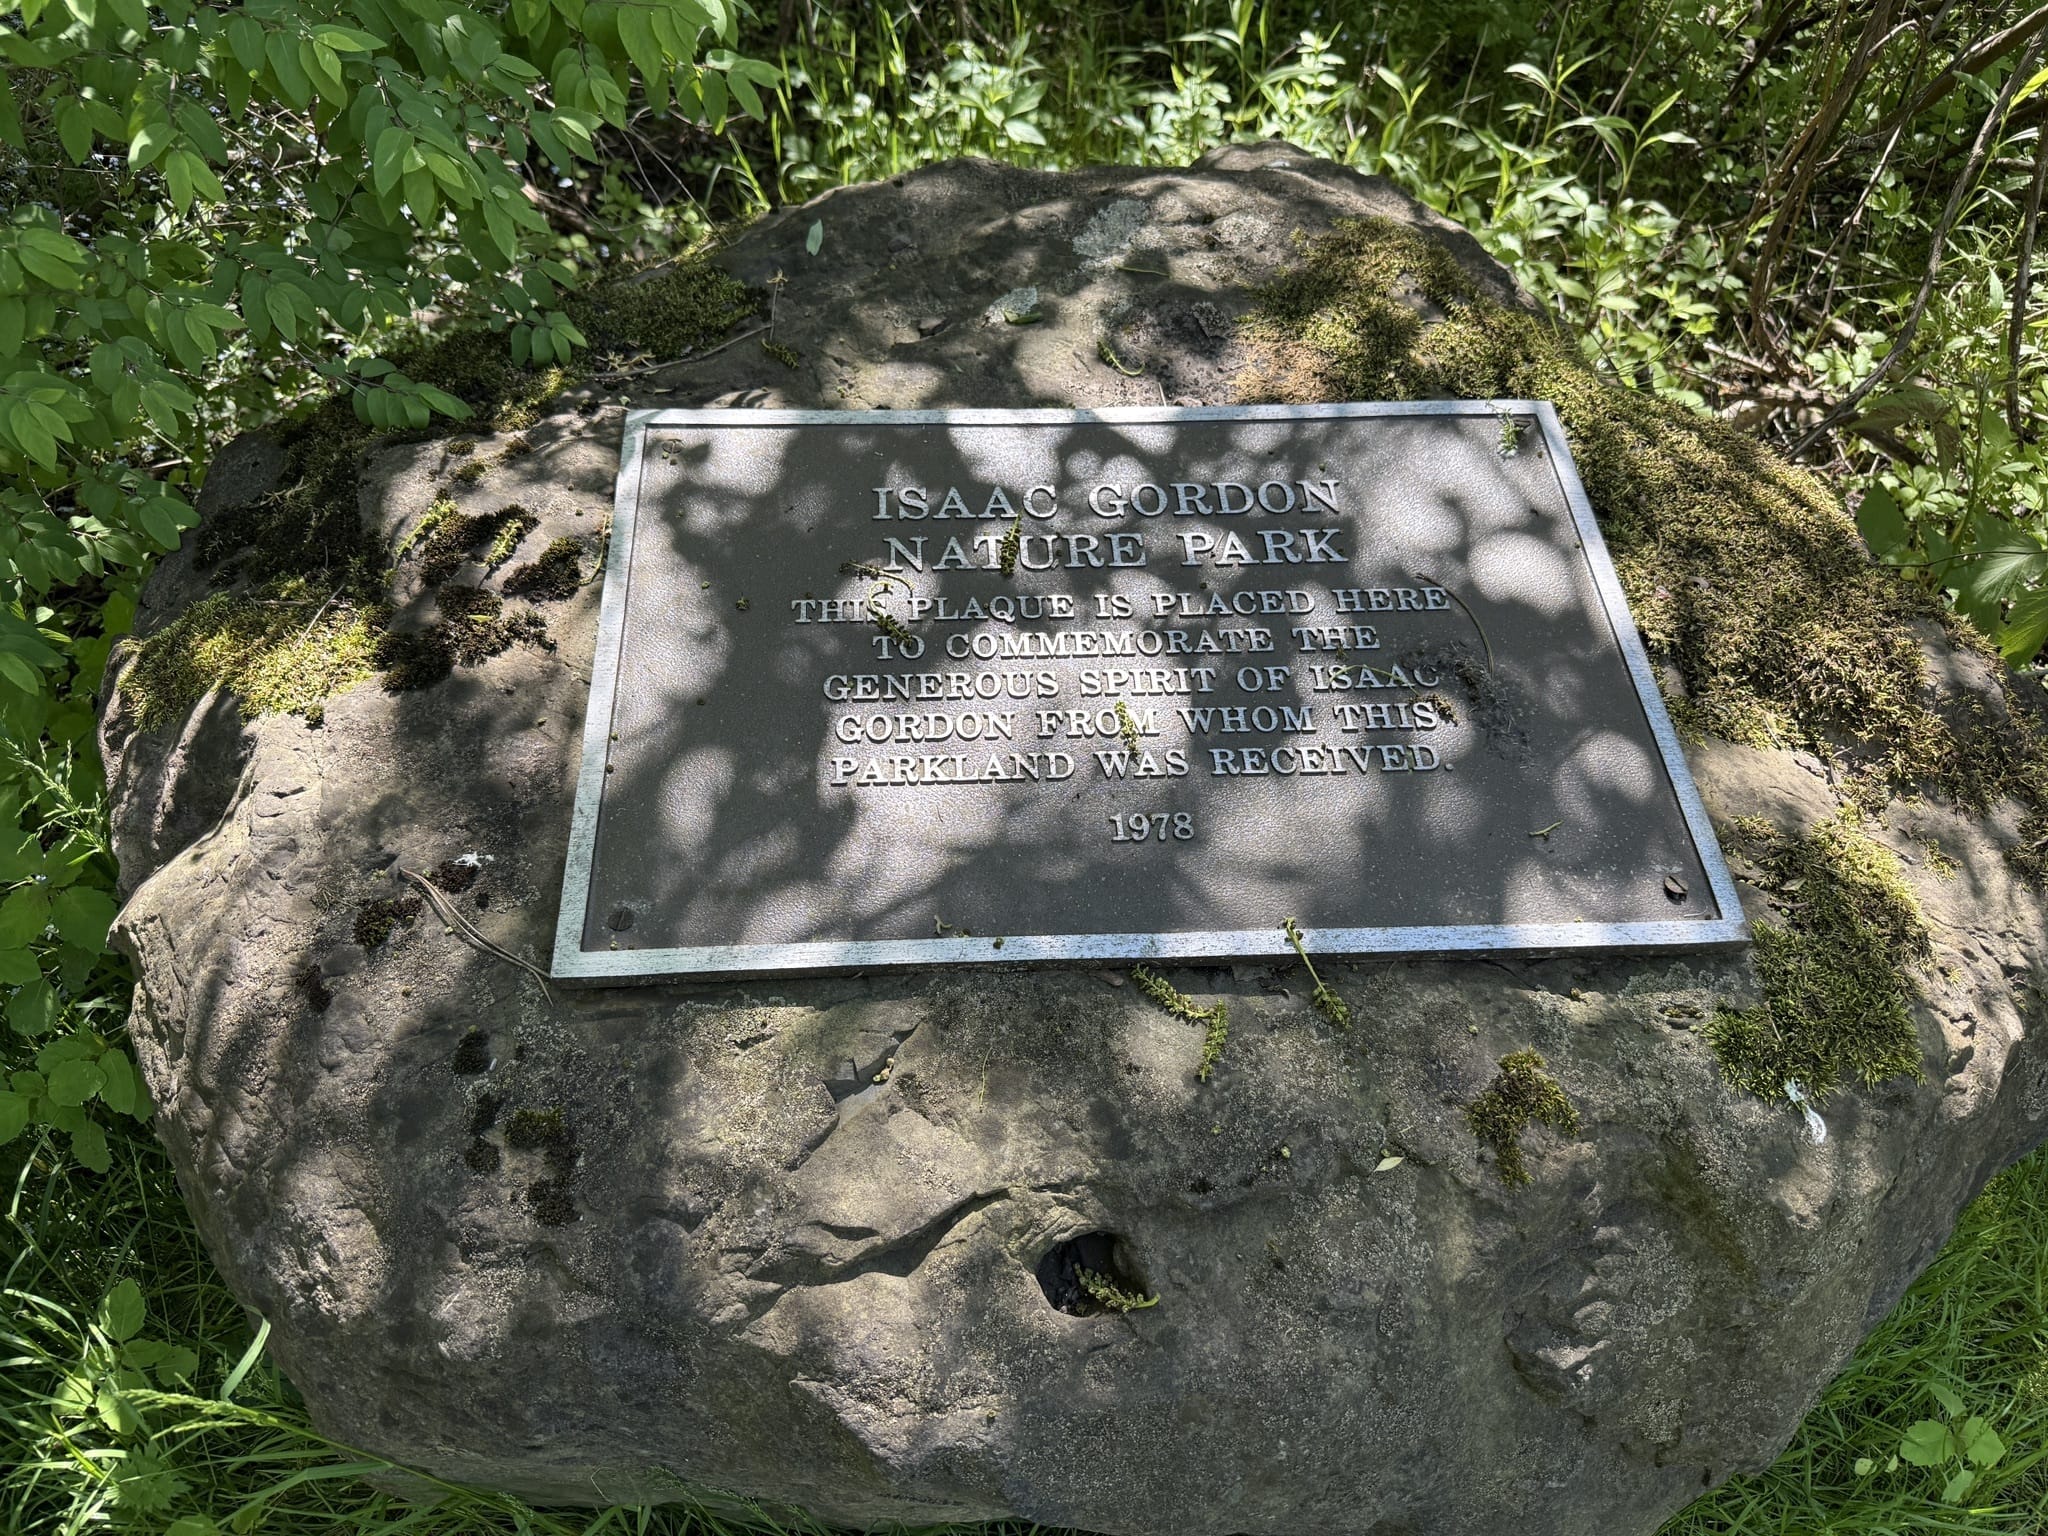 ISAAC GORDON
NATURE PARK
THIS PLAQUE IS PLACED HERE
TO COMMEMORATE THE
GENEROUS SPIRIT OF ISAAC
GORDON FROM WHOM THIS
PARKLAND WAS RECEIVED.
1978